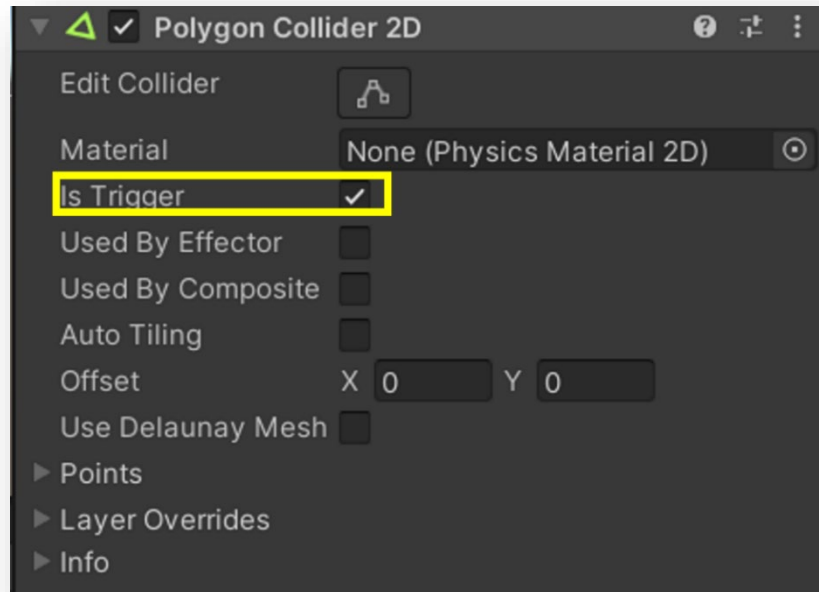 Polygon Collider 2D
Edit Collider
Material None (Physics Material 2D)
Is Trigger
Used By Effector
Used By Composite
Auto Tiling
Offset X 0 Y 0
Use Delaunay Mesh
Points
Layer Overrides
Info